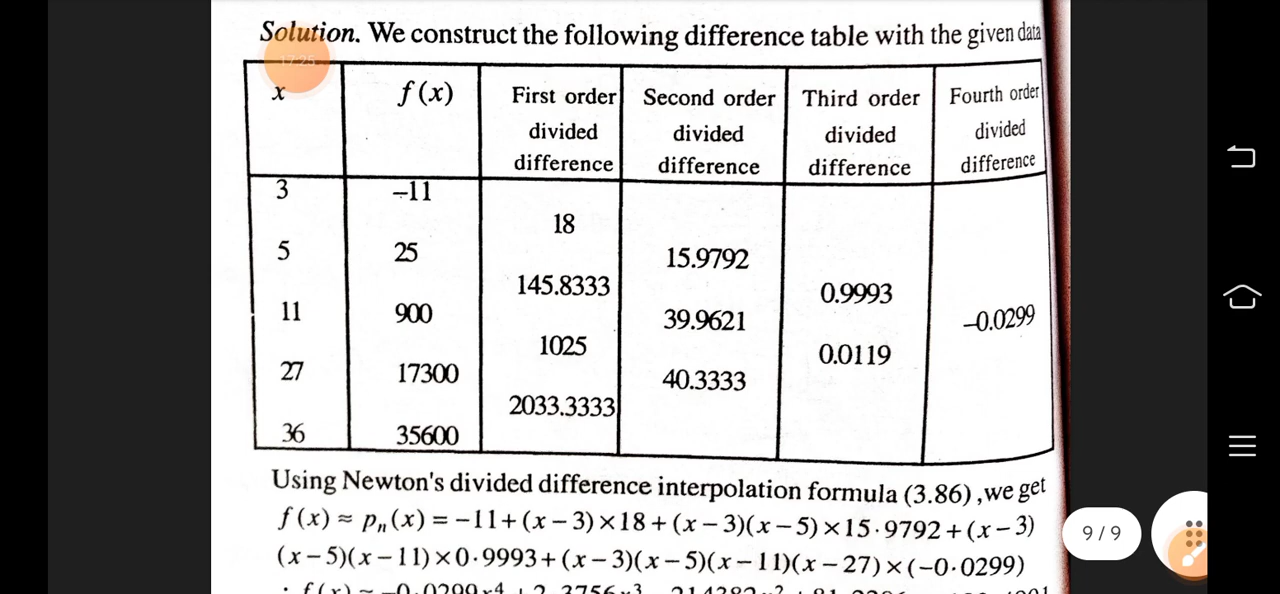 Solution. We construct the following difference table with the given data
x f(x) First order divided difference Second order divided difference Third order divided difference Fourth order divided difference
3 –11
18
5 25 15.9792
145.8333 0.9993
11 900 39.9621 –0.0299
1025 0.0119
27 17300 40.3333
2033.3333
36 35600
Using Newton's divided difference interpolation formula (3.86) ,we get
f(x) ≈ pₙ(x) = –11+(x–3)×18+(x–3)(x–5)×15·9792+(x–3)
(x–5)(x–11)×0·9993+(x–3)(x–5)(x–11)(x–27)×(–0·0299)
9/9